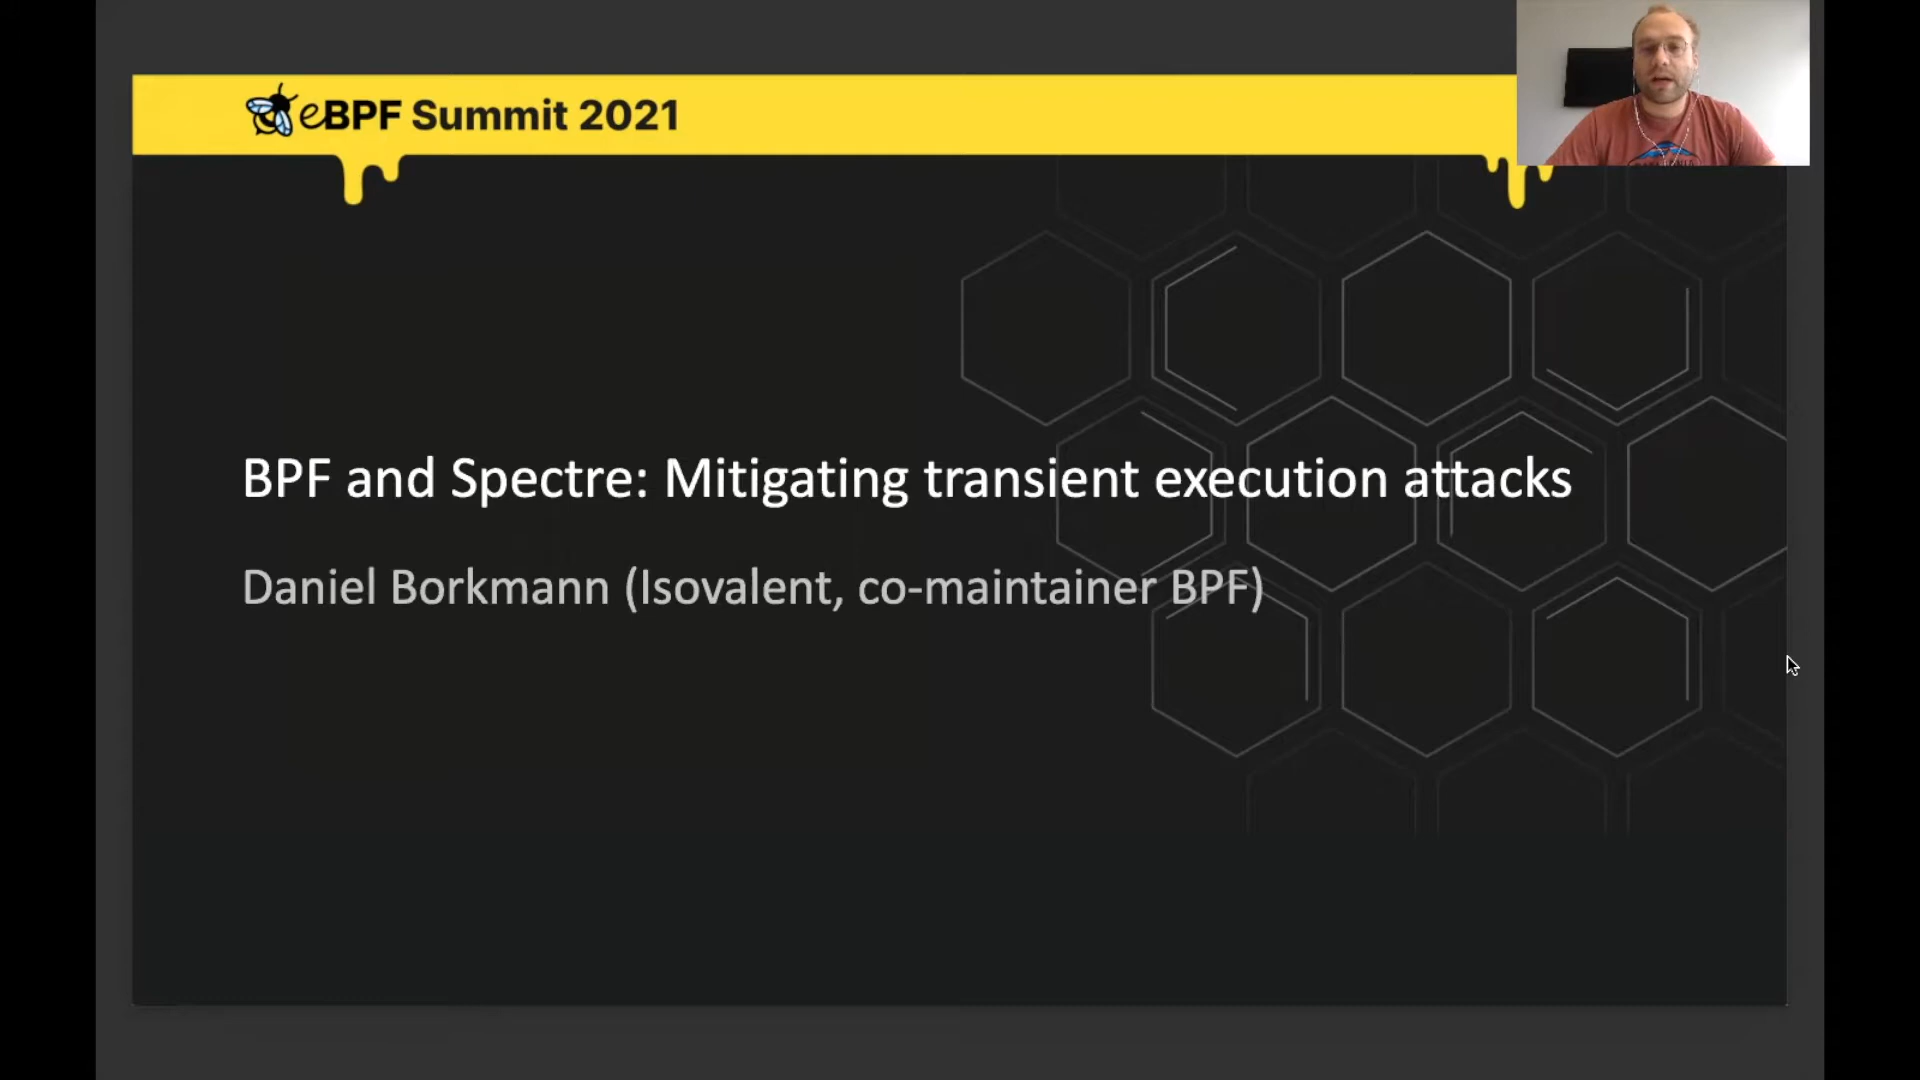 eBPF Summit 2021
BPF and Spectre: Mitigating transient execution attacks
Daniel Borkmann (Isovalent, co-maintainer BPF)